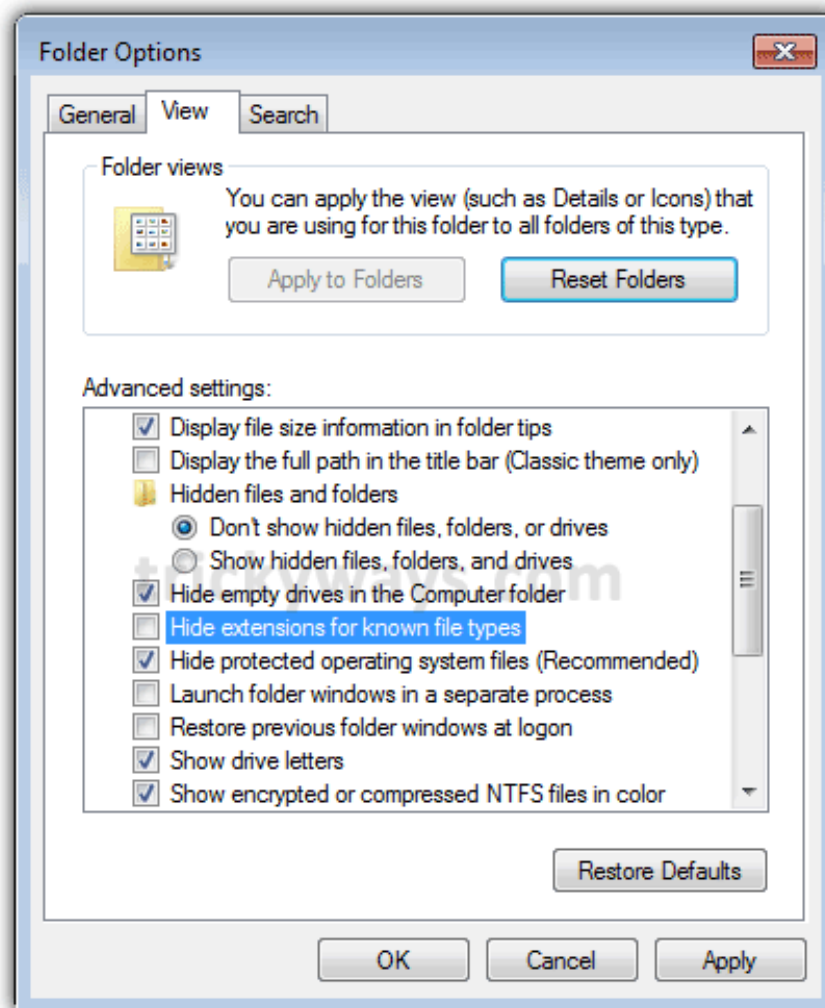 Folder Options
General View Search
Folder views
You can apply the view (such as Details or Icons) that
you are using for this folder to all folders of this type.
Apply to Folders Reset Folders
Advanced settings:
Display file size information in folder tips
Display the full path in the title bar (Classic theme only)
Hidden files and folders
Don't show hidden files, folders, or drives
Show hidden files, folders, and drives
trickyways.com
Hide empty drives in the Computer folder
Hide extensions for known file types
Hide protected operating system files (Recommended)
Launch folder windows in a separate process
Restore previous folder windows at logon
Show drive letters
Show encrypted or compressed NTFS files in color
Restore Defaults
OK Cancel Apply